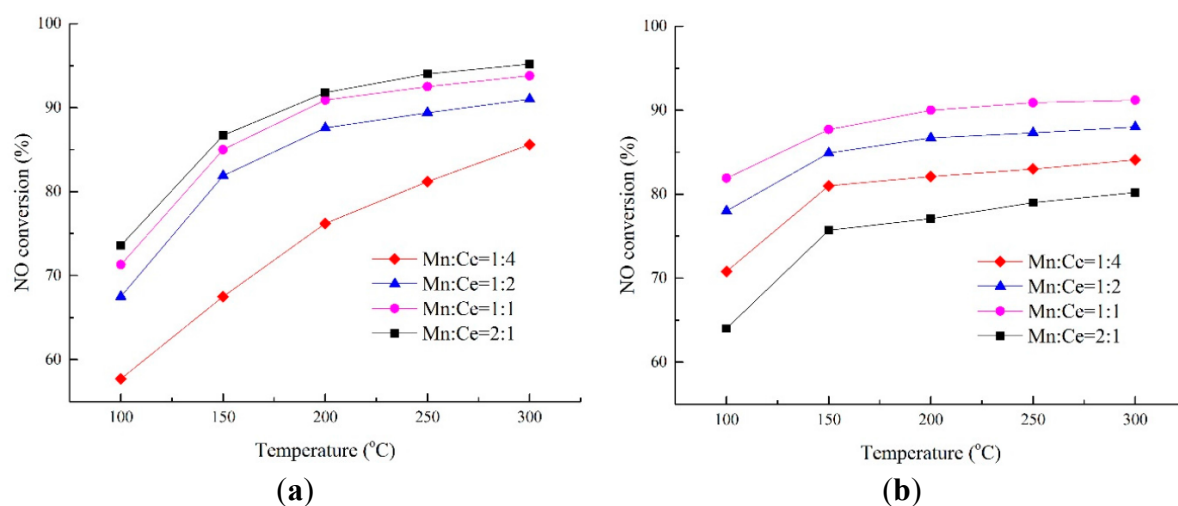 100
90
80
70
60
NO conversion (%)
Mn:Ce=1:4
Mn:Ce=1:2
Mn:Ce=1:1
Mn:Ce=2:1
100 150 200 250 300
Temperature (°C)
(a)
100
90
80
70
60
NO conversion (%)
Mn:Ce=1:4
Mn:Ce=1:2
Mn:Ce=1:1
Mn:Ce=2:1
100 150 200 250 300
Temperature (°C)
(b)